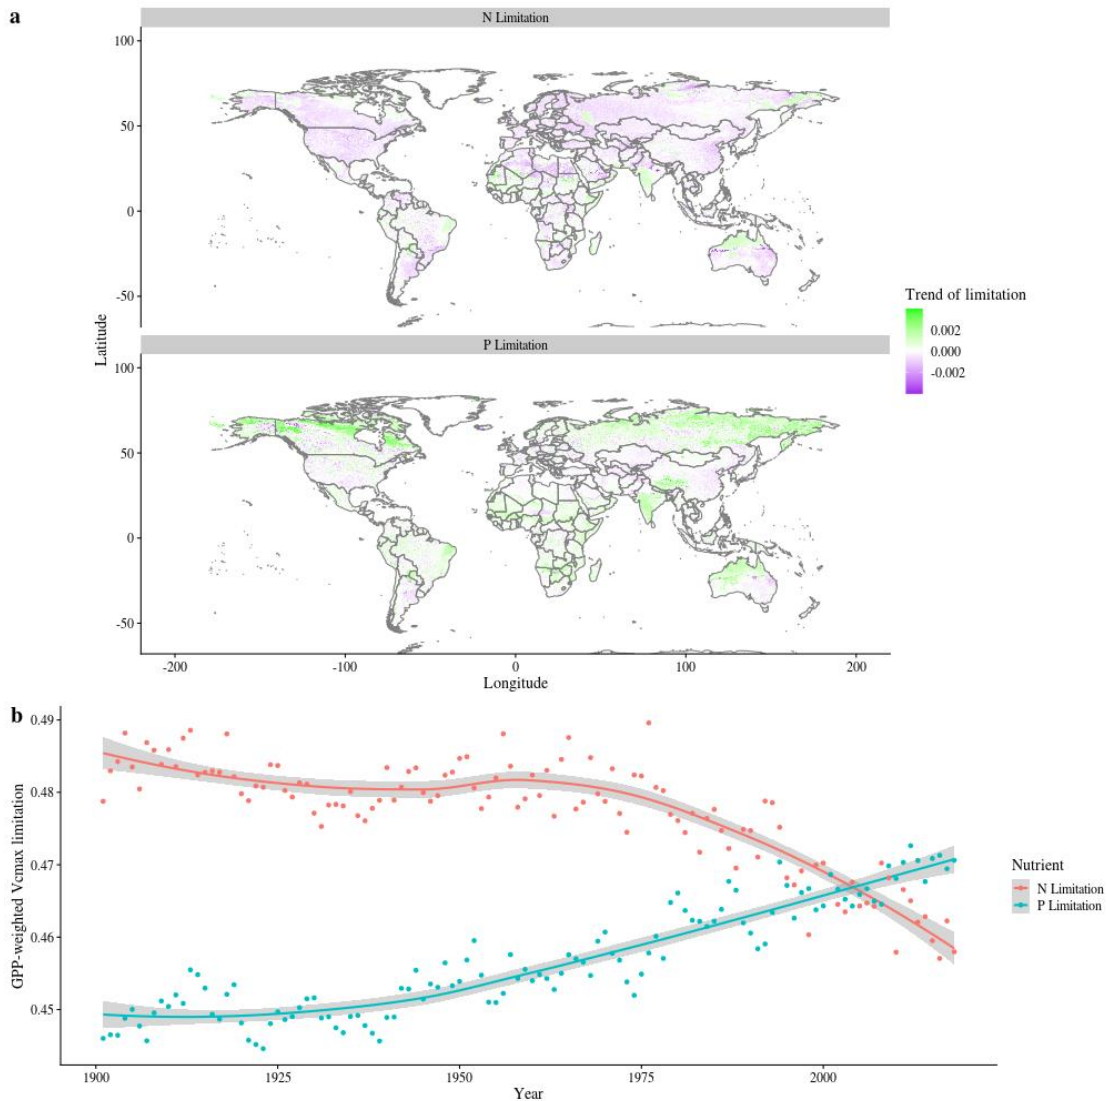 a
N Limitation
100
50
0
-50
P Limitation
100
50
0
-50
Latitude
-200
-100
0
100
200
Longitude
Trend of limitation
0.002
0.000
-0.002
b
0.49
0.48
0.47
0.46
0.45
GPP-weighted Vcmax limitation
1900
1925
1950
1975
2000
Year
Nutrient
N Limitation
P Limitation